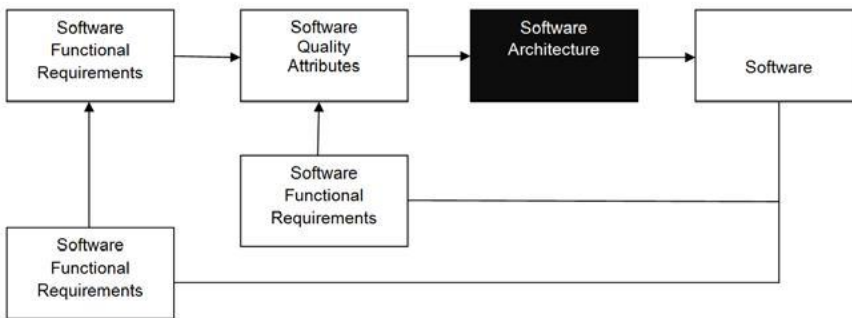 Software
Functional
Requirements
Software
Quality
Attributes
Software
Architecture
Software
Software
Functional
Requirements
Software
Functional
Requirements